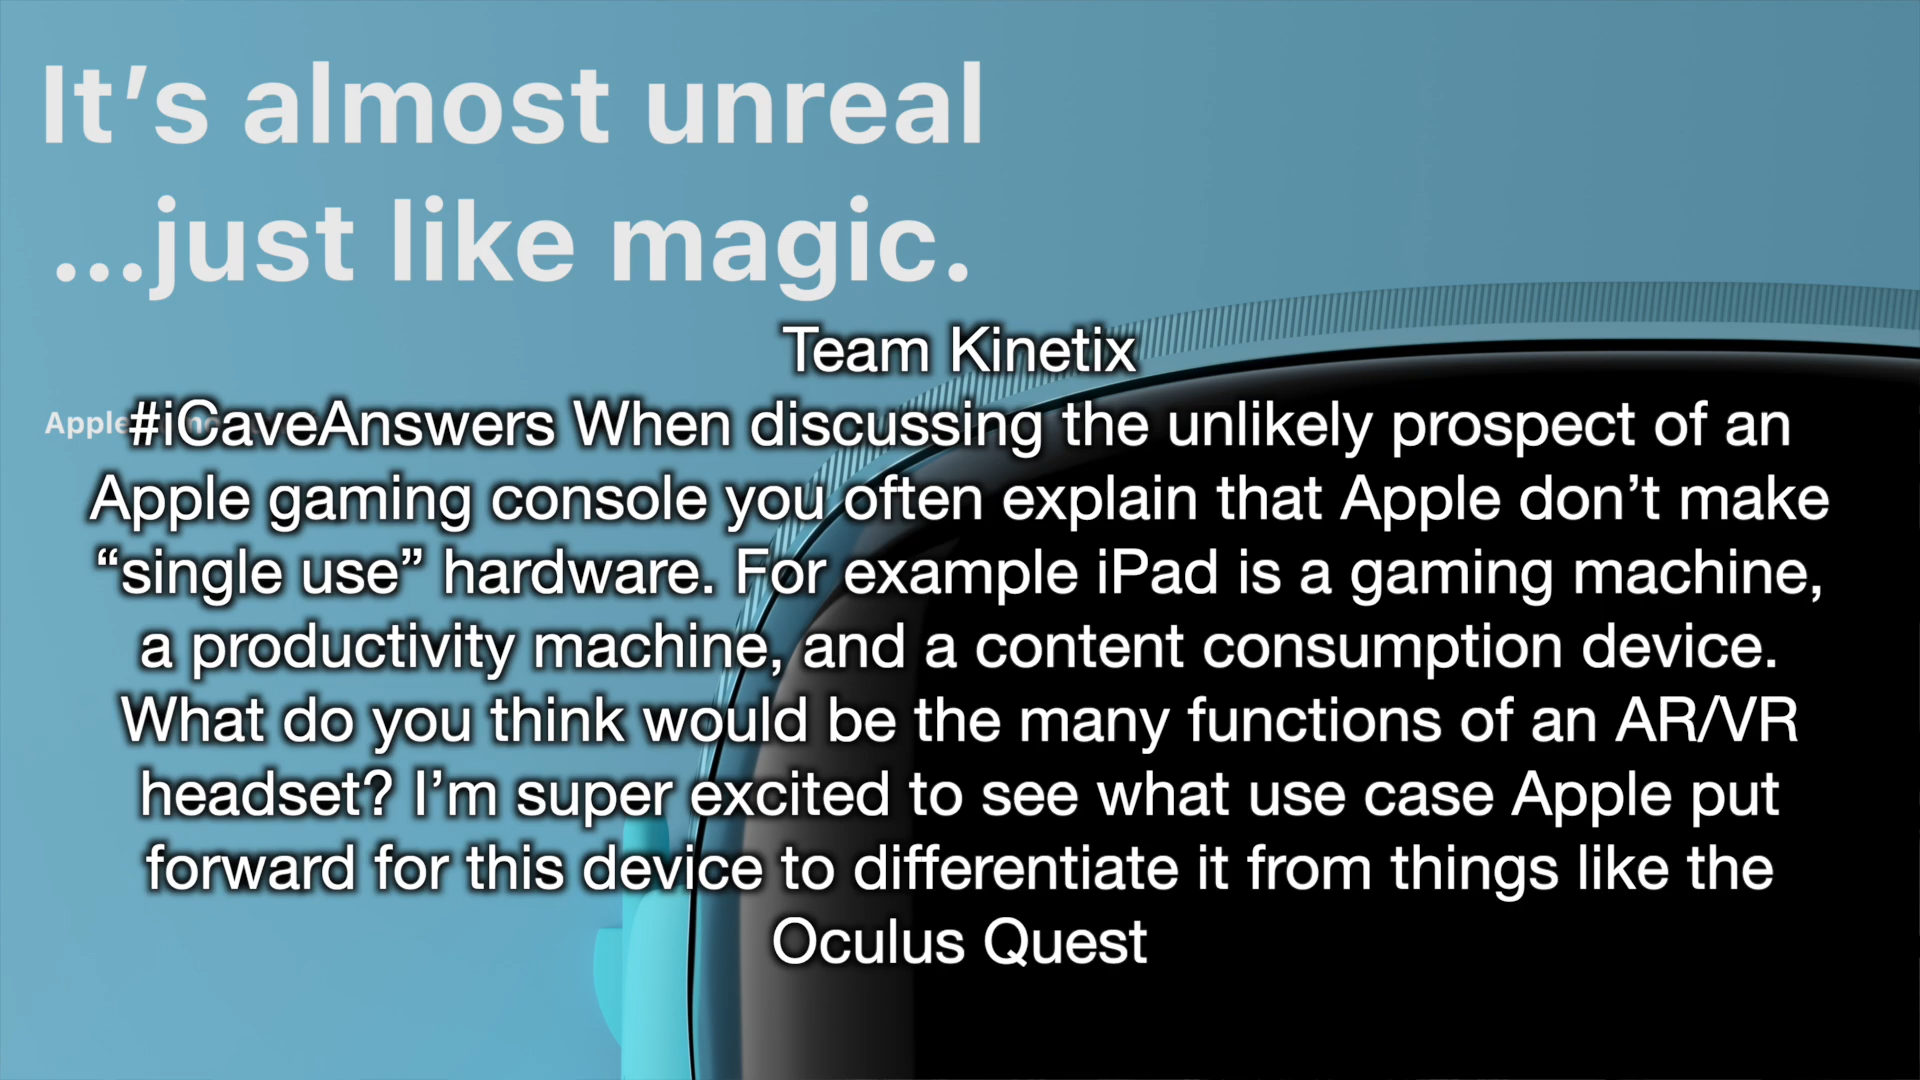 It’s almost unreal
...just like magic.
Team Kinetix
Apple
#iCaveAnswers When discussing the unlikely prospect of an
Apple gaming console you often explain that Apple don’t make
“single use” hardware. For example iPad is a gaming machine,
a productivity machine, and a content consumption device.
What do you think would be the many functions of an AR/VR
headset? I’m super excited to see what use case Apple put
forward for this device to differentiate it from things like the
Oculus Quest